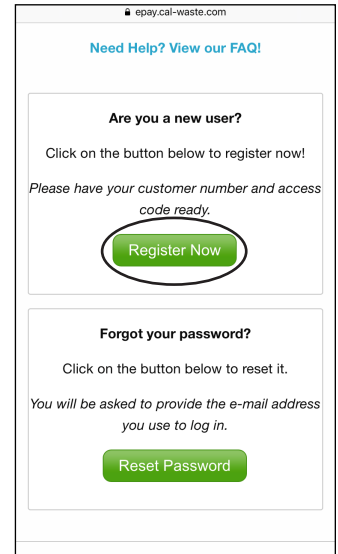 epay.cal-waste.com
Need Help? View our FAQ!
Are you a new user?
Click on the button below to register now!
Please have your customer number and access
code ready.
Register Now
Forgot your password?
Click on the button below to reset it.
You will be asked to provide the e-mail address
you use to log in.
Reset Password